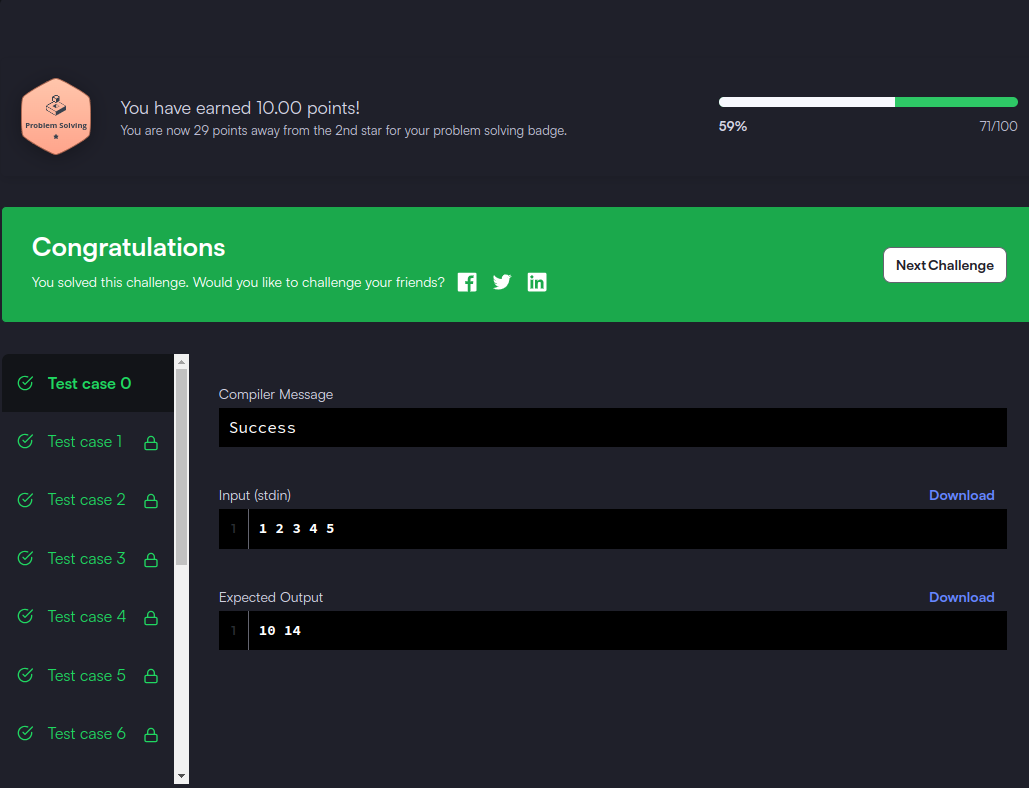 Problem Solving
You have earned 10.00 points!
You are now 29 points away from the 2nd star for your problem solving badge.
59%
71/100
Congratulations
You solved this challenge. Would you like to challenge your friends?
Next Challenge
Test case 0
Test case 1
Test case 2
Test case 3
Test case 4
Test case 5
Test case 6
Compiler Message
Success
Input (stdin)
Download
1 1 2 3 4 5
Expected Output
Download
1 10 14